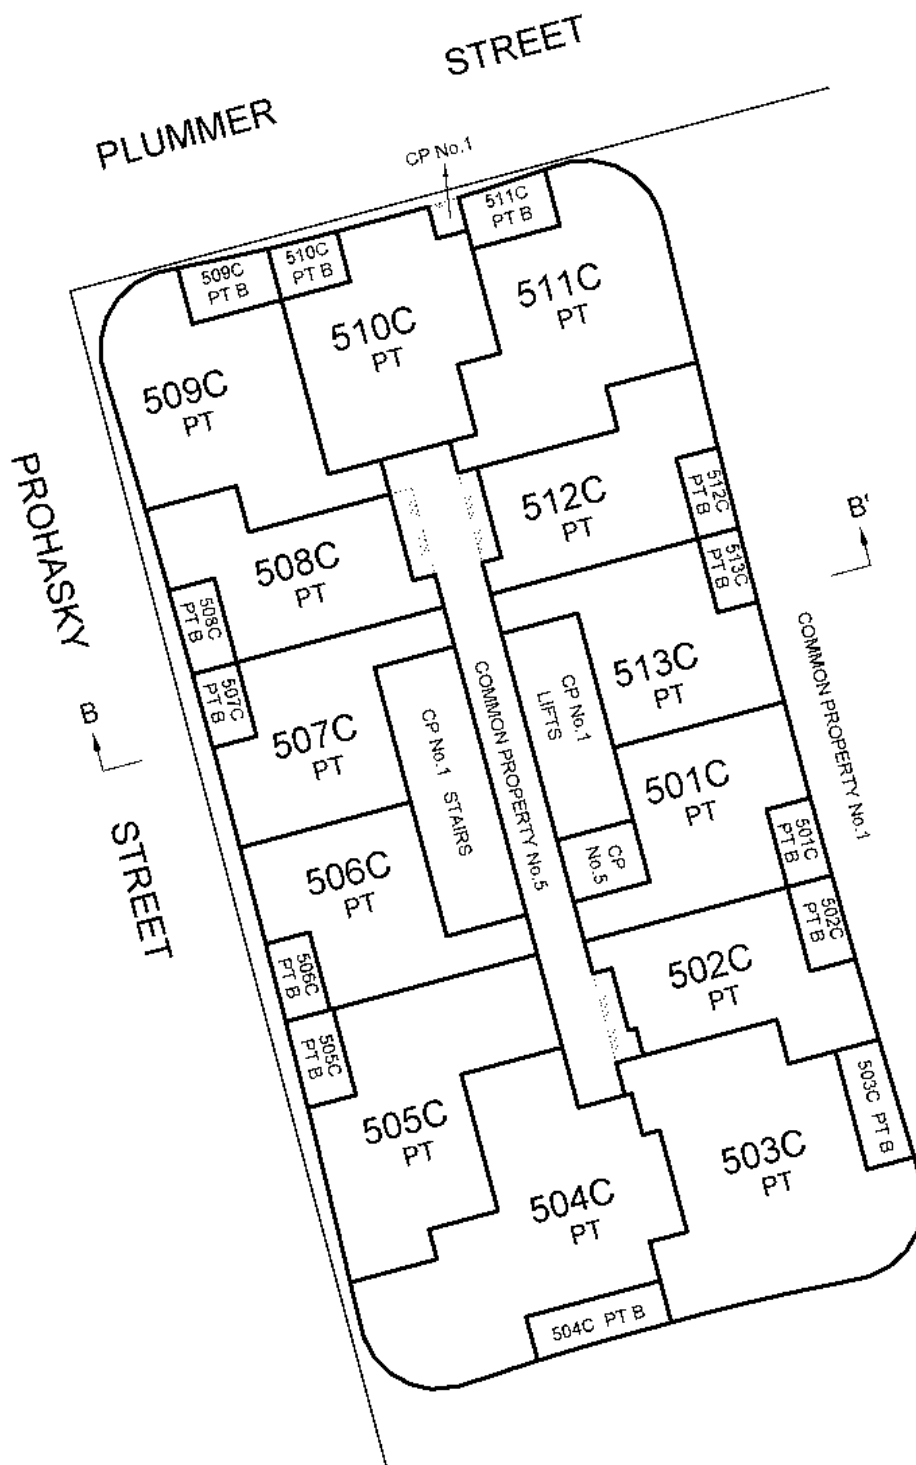 PLUMMER STREET
CP No.1
511C
PT B
510C
PT B
509C
PT B
511C
PT
510C
PT
509C
PT
PROHASKY STREET
512C
PT B
512C
PT
B'
513C
PT B
508C
PT
508C
PT B
507C
PT B
513C
PT
COMMON PROPERTY No.1
CP No.1
LIFTS
COMMON PROPERTY No.5
CP No.1 STAIRS
507C
PT
B
501C
PT
501C
PT B
CP
No.5
506C
PT
502C
PT B
502C
PT
506C
PT B
505C
PT B
503C PT B
505C
PT
503C
PT
504C
PT
504C PT B